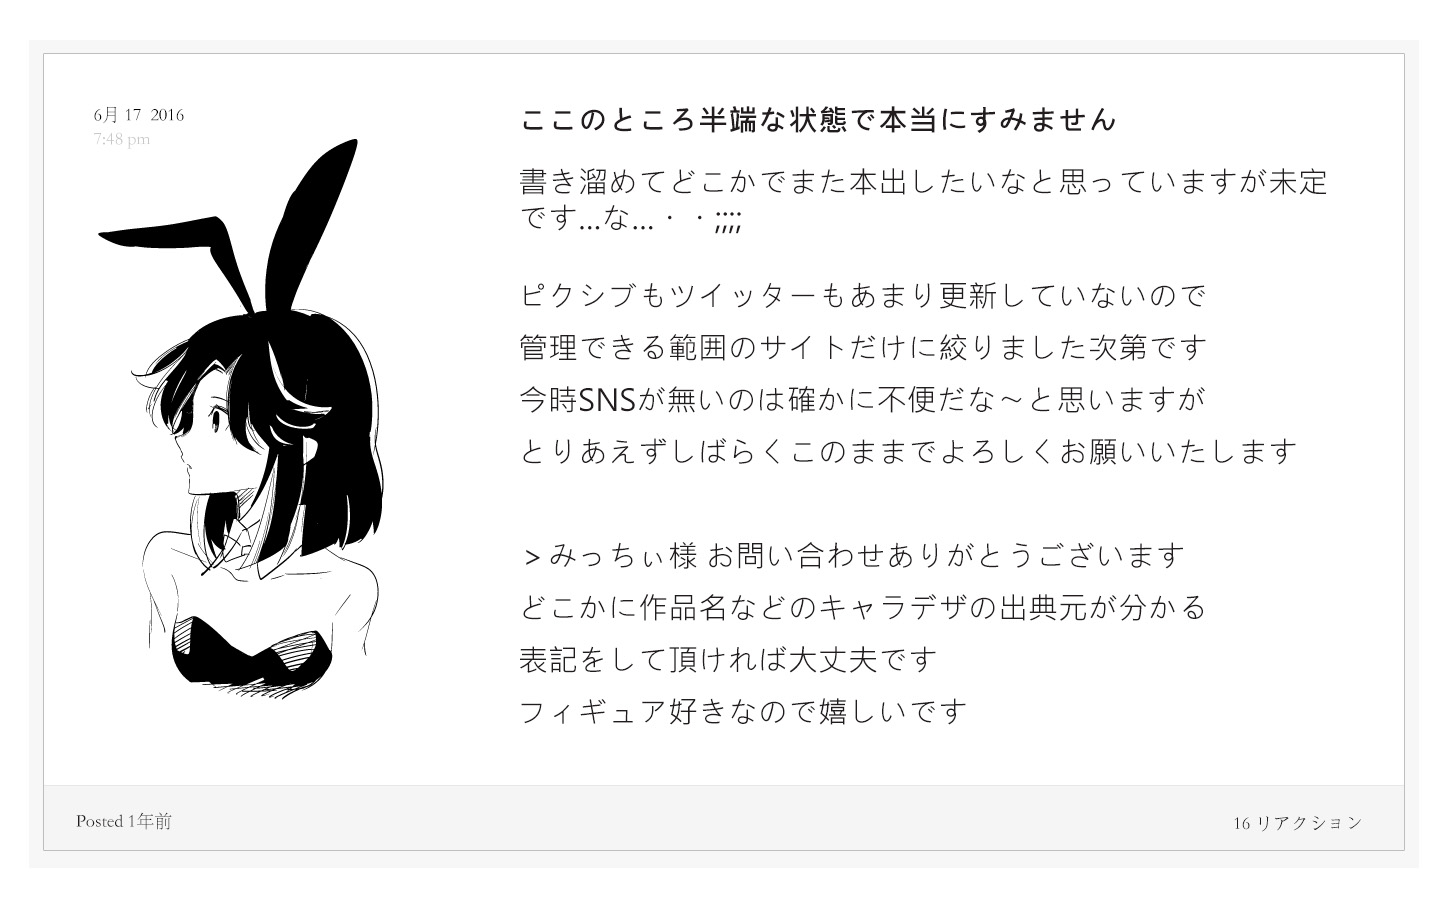 6月 17 2016
7:48 pm
ここのところ半端な状態で本当にすみません
書き溜めてどこかでまた本出したいなと思っていますが未定
です...な...・・;;;;
ピクシブもツイッターもあまり更新していないので
管理できる範囲のサイトだけに絞りました次第です
今時SNSが無いのは確かに不便だな～と思いますが
とりあえずしばらくこのままでよろしくお願いいたします
＞みっちぃ様 お問い合わせありがとうございます
どこかに作品名などのキャラデザの出典元が分かる
表記をして頂ければ大丈夫です
フィギュア好きなので嬉しいです
Posted 1年前
16 リアクション